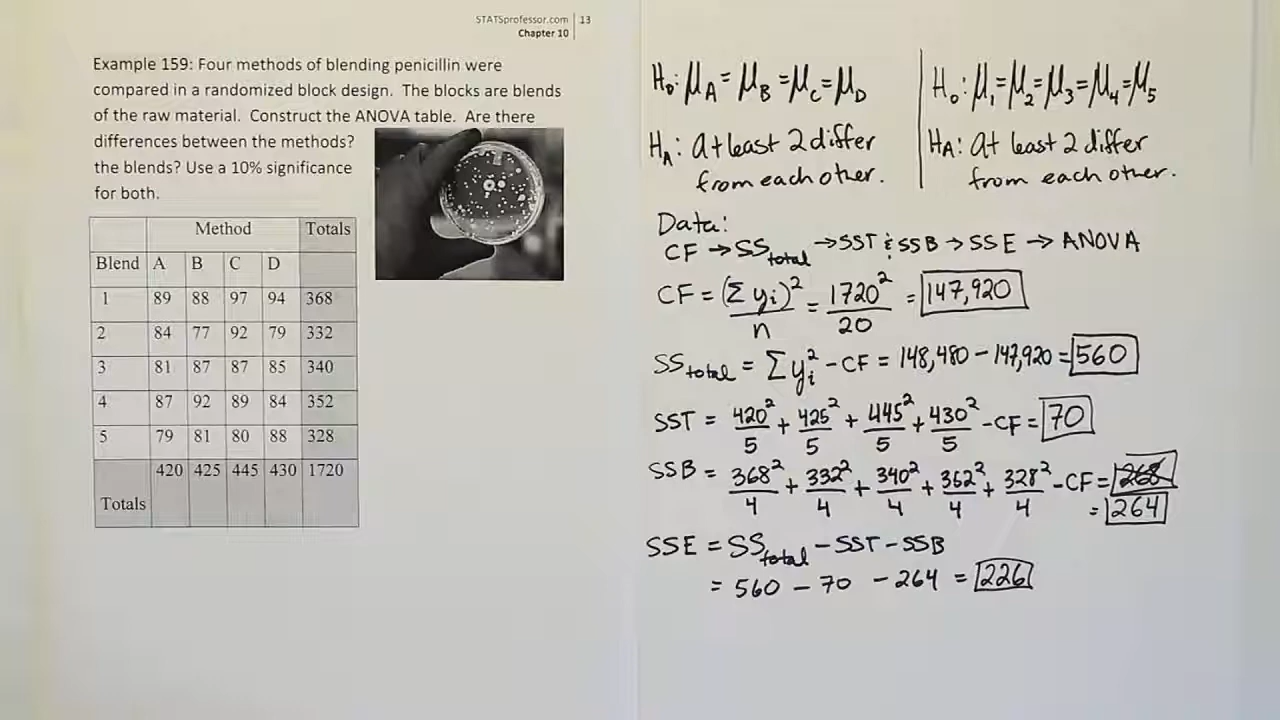 STATSprofessor.com | 13
Chapter 10
Example 159: Four methods of blending penicillin were
compared in a randomized block design. The blocks are blends
of the raw material. Construct the ANOVA table. Are there
differences between the methods?
the blends? Use a 10% significance
for both.
Method Totals
Blend A B C D
1 89 88 97 94 368
2 84 77 92 79 332
3 81 87 87 85 340
4 87 92 89 84 352
5 79 81 80 88 328
Totals 420 425 445 430 1720
H₀: μA = μB = μC = μD
HA: At least 2 differ
from each other.
H₀: μ₁ = μ₂ = μ₃ = μ₄ = μ₅
HA: At least 2 differ
from each other.
Data:
CF → SStotal → SST & SSB → SSE → ANOVA
CF = (Σ yi)² / n = 1720² / 20 = 147,920
SStotal = Σ yi² - CF = 148,480 - 147,920 = 560
SST = 420²/5 + 425²/5 + 445²/5 + 430²/5 - CF = 70
SSB = 368²/4 + 332²/4 + 340²/4 + 362²/4 + 328²/4 - CF = 268
= 264
SSE = SStotal - SST - SSB
= 560 - 70 - 264 = 226